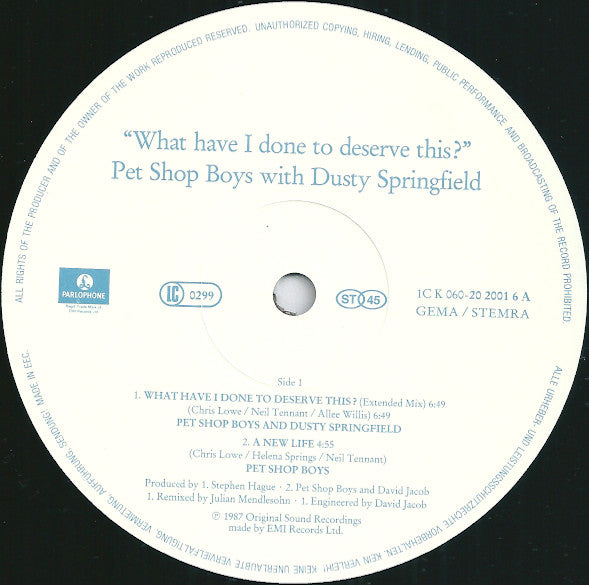 ALL RIGHTS OF THE PRODUCER AND OF THE OWNER OF THE WORK REPRODUCED RESERVED. UNAUTHORIZED COPYING, HIRING, LENDING, PUBLIC PERFORMANCE AND BROADCASTING OF THE RECORD PROHIBITED.
"What have I done to deserve this?"
Pet Shop Boys with Dusty Springfield
PARLOPHONE
LC 0299
ST 45
1C K 060-20 2001 6 A
GEMA / STEMRA
Side 1
1. WHAT HAVE I DONE TO DESERVE THIS? (Extended Mix) 6:49
(Chris Lowe / Neil Tennant / Allee Willis) 6:49
PET SHOP BOYS AND DUSTY SPRINGFIELD
2. A NEW LIFE 4:55
(Chris Lowe / Helena Springs / Neil Tennant)
PET SHOP BOYS
Produced by 1. Stephen Hague · 2. Pet Shop Boys and David Jacob
1. Remixed by Julian Mendlesohn · 1. Engineered by David Jacob
℗ 1987 Original Sound Recordings
made by EMI Records Ltd.
ALLE URHEBER- UND LEISTUNGSSCHUTZRECHTE VORBEHALTEN. KEIN VERLEIH! KEINE UNERLAUBTE VERVIELFÄLTIGUNG, VERMIETUNG, AUFFÜHRUNG, SENDUNG! MADE IN EEC.